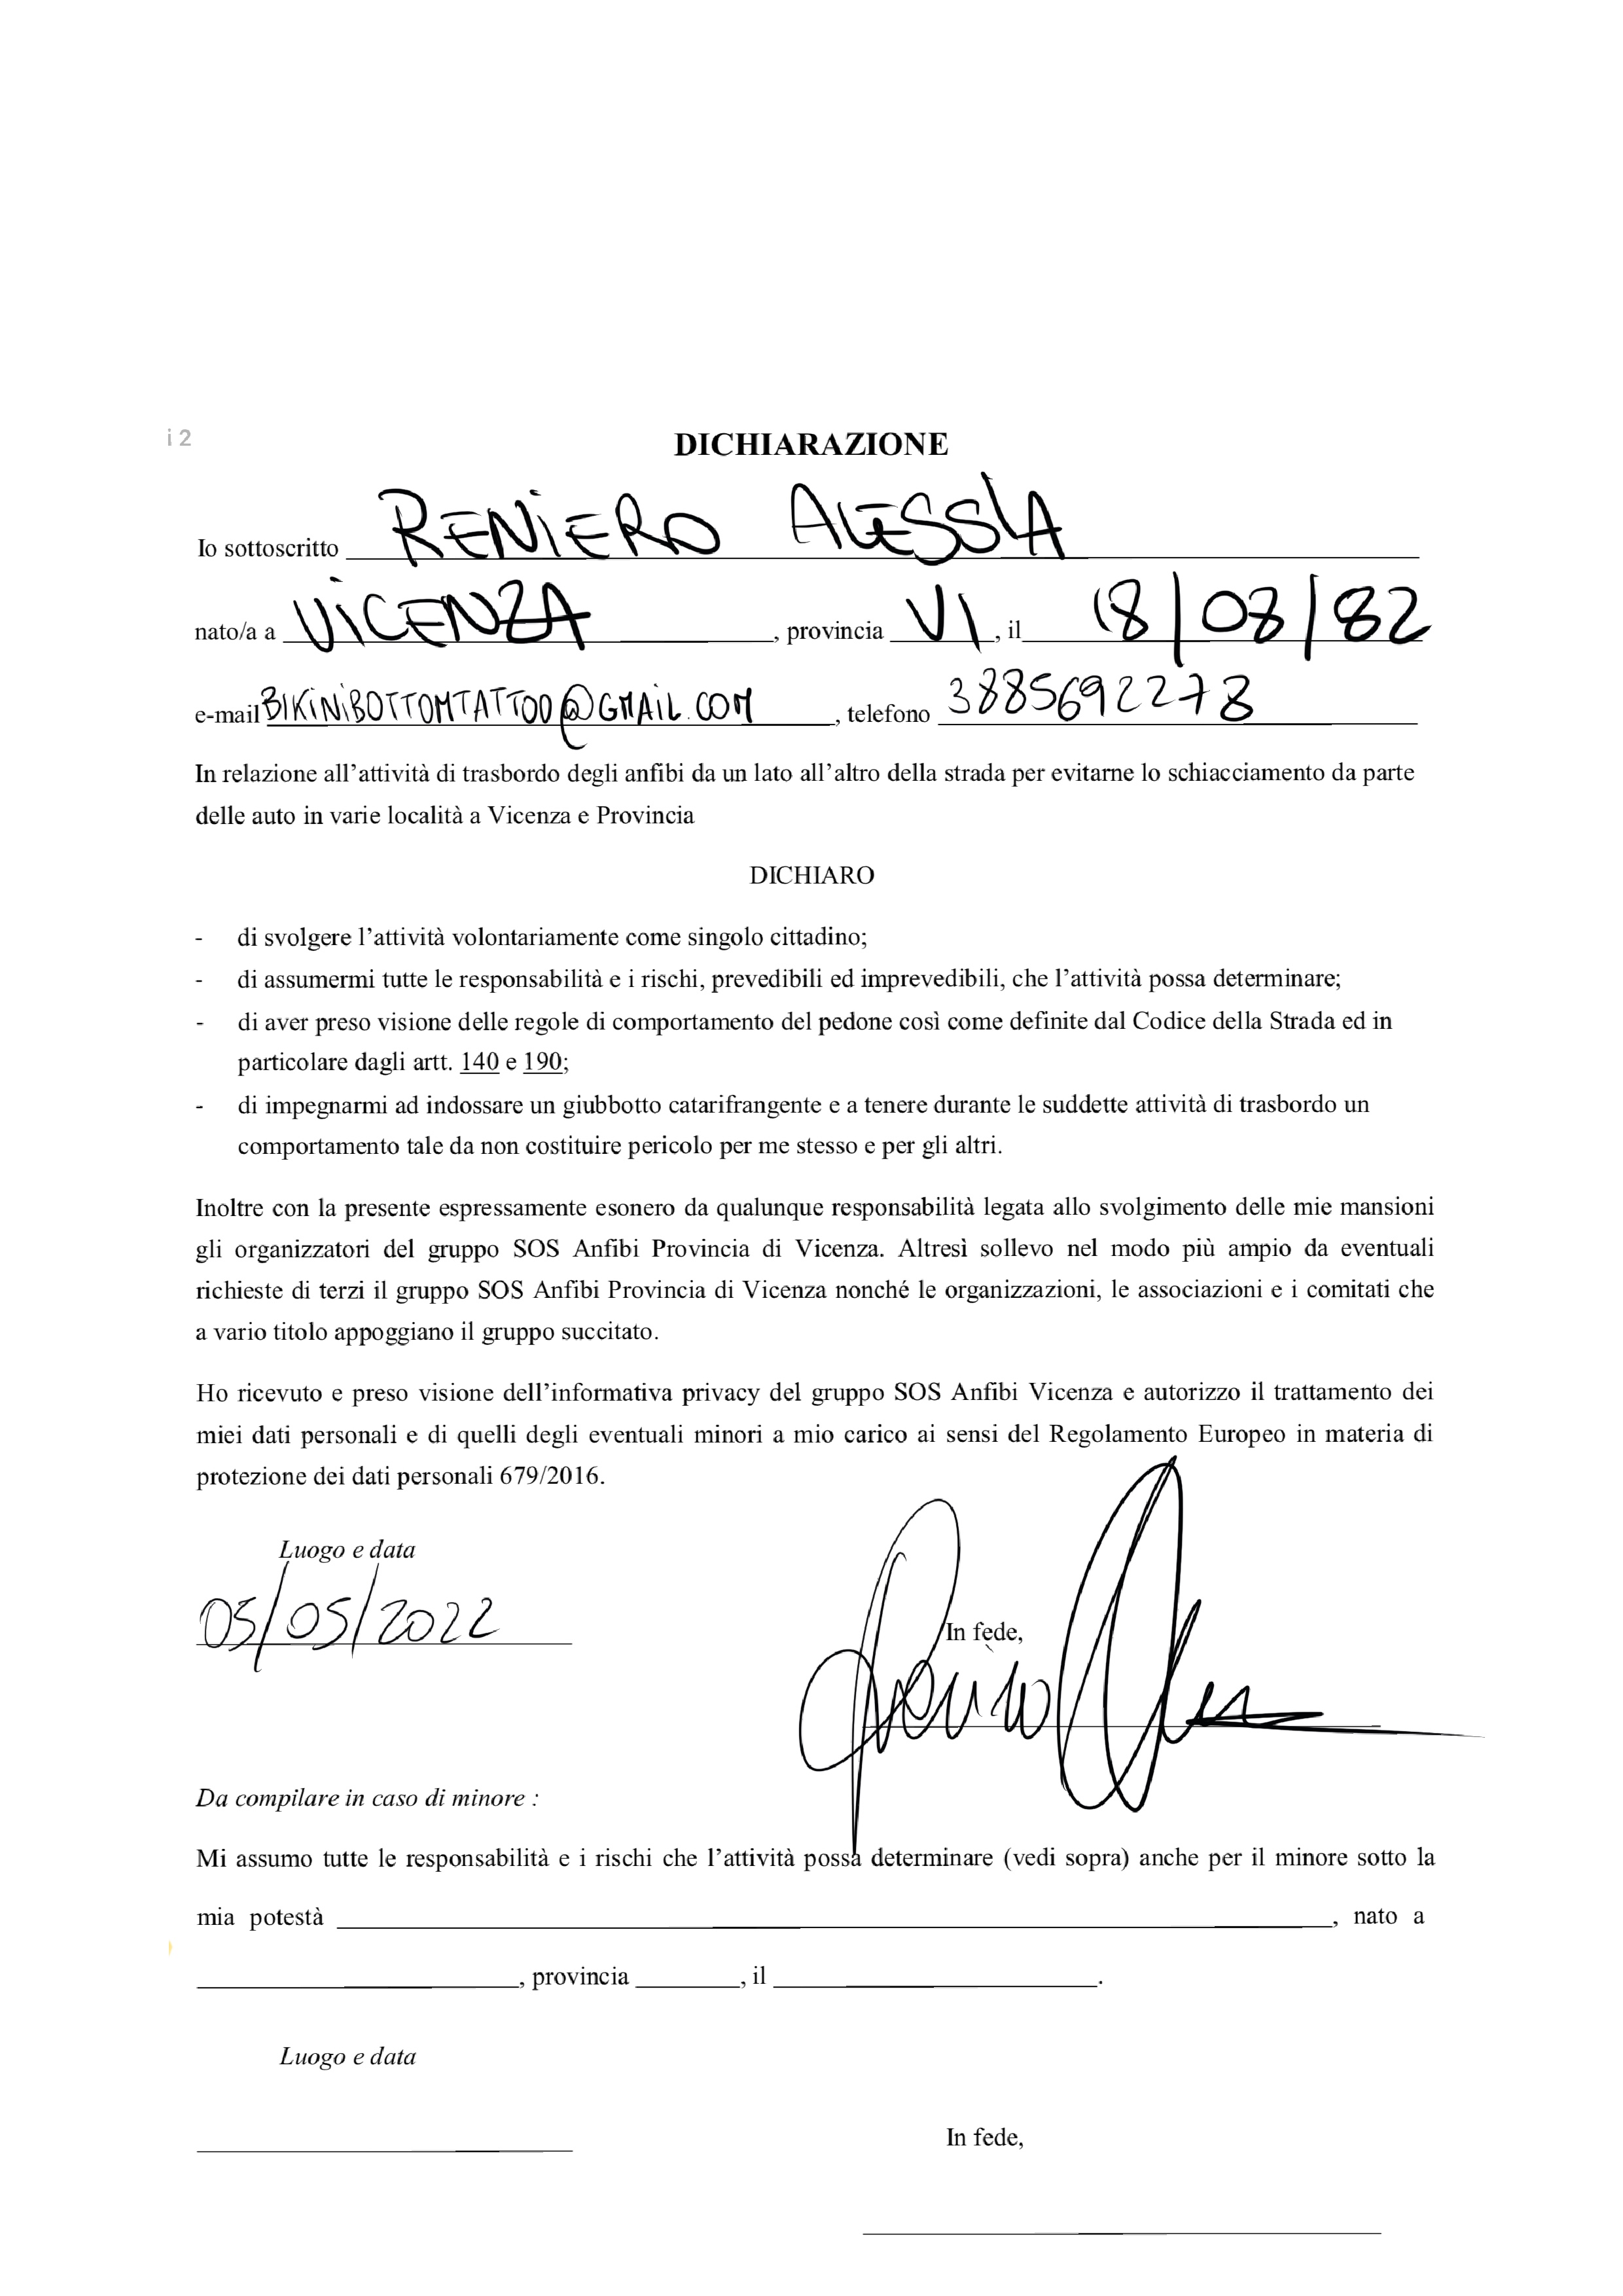 i 2
DICHIARAZIONE
Io sottoscritto RENIERO ALESSIA
nato/a a VICENZA, provincia VI, il 18/08/82
e-mail BIKINIBOTTOMTATTOO@GMAIL.COM, telefono 3885692278
In relazione all’attività di trasbordo degli anfibi da un lato all’altro della strada per evitarne lo schiacciamento da parte
delle auto in varie località a Vicenza e Provincia
DICHIARO
- di svolgere l’attività volontariamente come singolo cittadino;
- di assumermi tutte le responsabilità e i rischi, prevedibili ed imprevedibili, che l’attività possa determinare;
- di aver preso visione delle regole di comportamento del pedone così come definite dal Codice della Strada ed in
particolare dagli artt. 140 e 190;
- di impegnarmi ad indossare un giubbotto catarifrangente e a tenere durante le suddette attività di trasbordo un
comportamento tale da non costituire pericolo per me stesso e per gli altri.
Inoltre con la presente espressamente esonero da qualunque responsabilità legata allo svolgimento delle mie mansioni
gli organizzatori del gruppo SOS Anfibi Provincia di Vicenza. Altresì sollevo nel modo più ampio da eventuali
richieste di terzi il gruppo SOS Anfibi Provincia di Vicenza nonché le organizzazioni, le associazioni e i comitati che
a vario titolo appoggiano il gruppo succitato.
Ho ricevuto e preso visione dell’informativa privacy del gruppo SOS Anfibi Vicenza e autorizzo il trattamento dei
miei dati personali e di quelli degli eventuali minori a mio carico ai sensi del Regolamento Europeo in materia di
protezione dei dati personali 679/2016.
Luogo e data
05/05/2022
In fede,
Da compilare in caso di minore :
Mi assumo tutte le responsabilità e i rischi che l’attività possa determinare (vedi sopra) anche per il minore sotto la
mia potestà , nato a
, provincia , il .
Luogo e data
In fede,